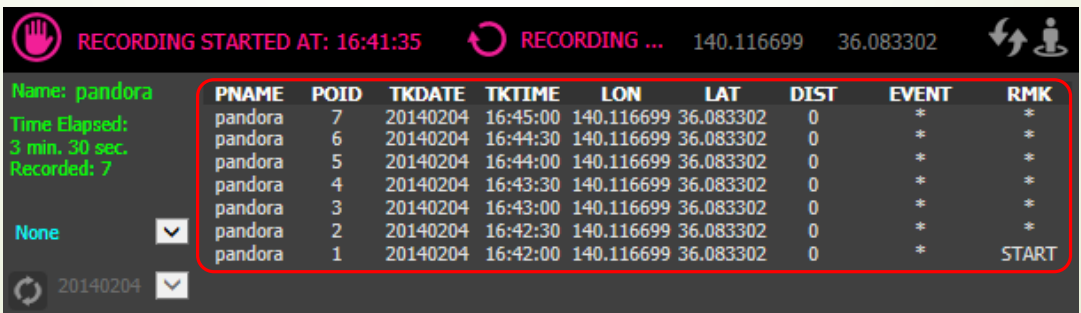 RECORDING STARTED AT: 16:41:35 RECORDING ... 140.116699 36.083302
Name: pandora
Time Elapsed:
3 min. 30 sec.
Recorded: 7
None
20140204
PNAME POID TKDATE TKTIME LON LAT DIST EVENT RMK
pandora 7 20140204 16:45:00 140.116699 36.083302 0 * *
pandora 6 20140204 16:44:30 140.116699 36.083302 0 * *
pandora 5 20140204 16:44:00 140.116699 36.083302 0 * *
pandora 4 20140204 16:43:30 140.116699 36.083302 0 * *
pandora 3 20140204 16:43:00 140.116699 36.083302 0 * *
pandora 2 20140204 16:42:30 140.116699 36.083302 0 * *
pandora 1 20140204 16:42:00 140.116699 36.083302 0 * START